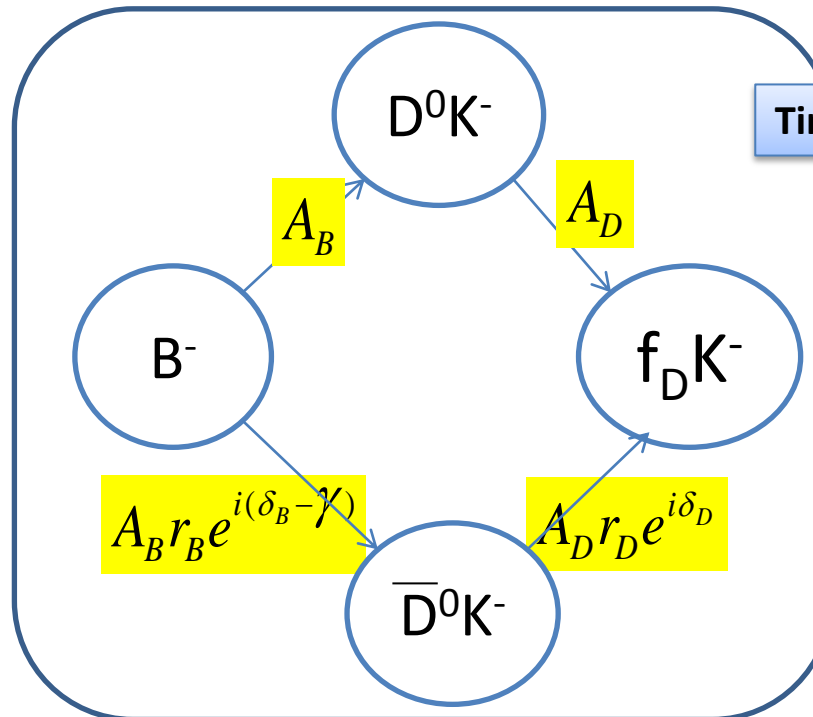 D⁰K⁻
A_B
A_D
B⁻
f_DK⁻
A_B r_B e^{i(δ_B−γ)}
A_D r_D e^{iδ_D}
D̅⁰K⁻